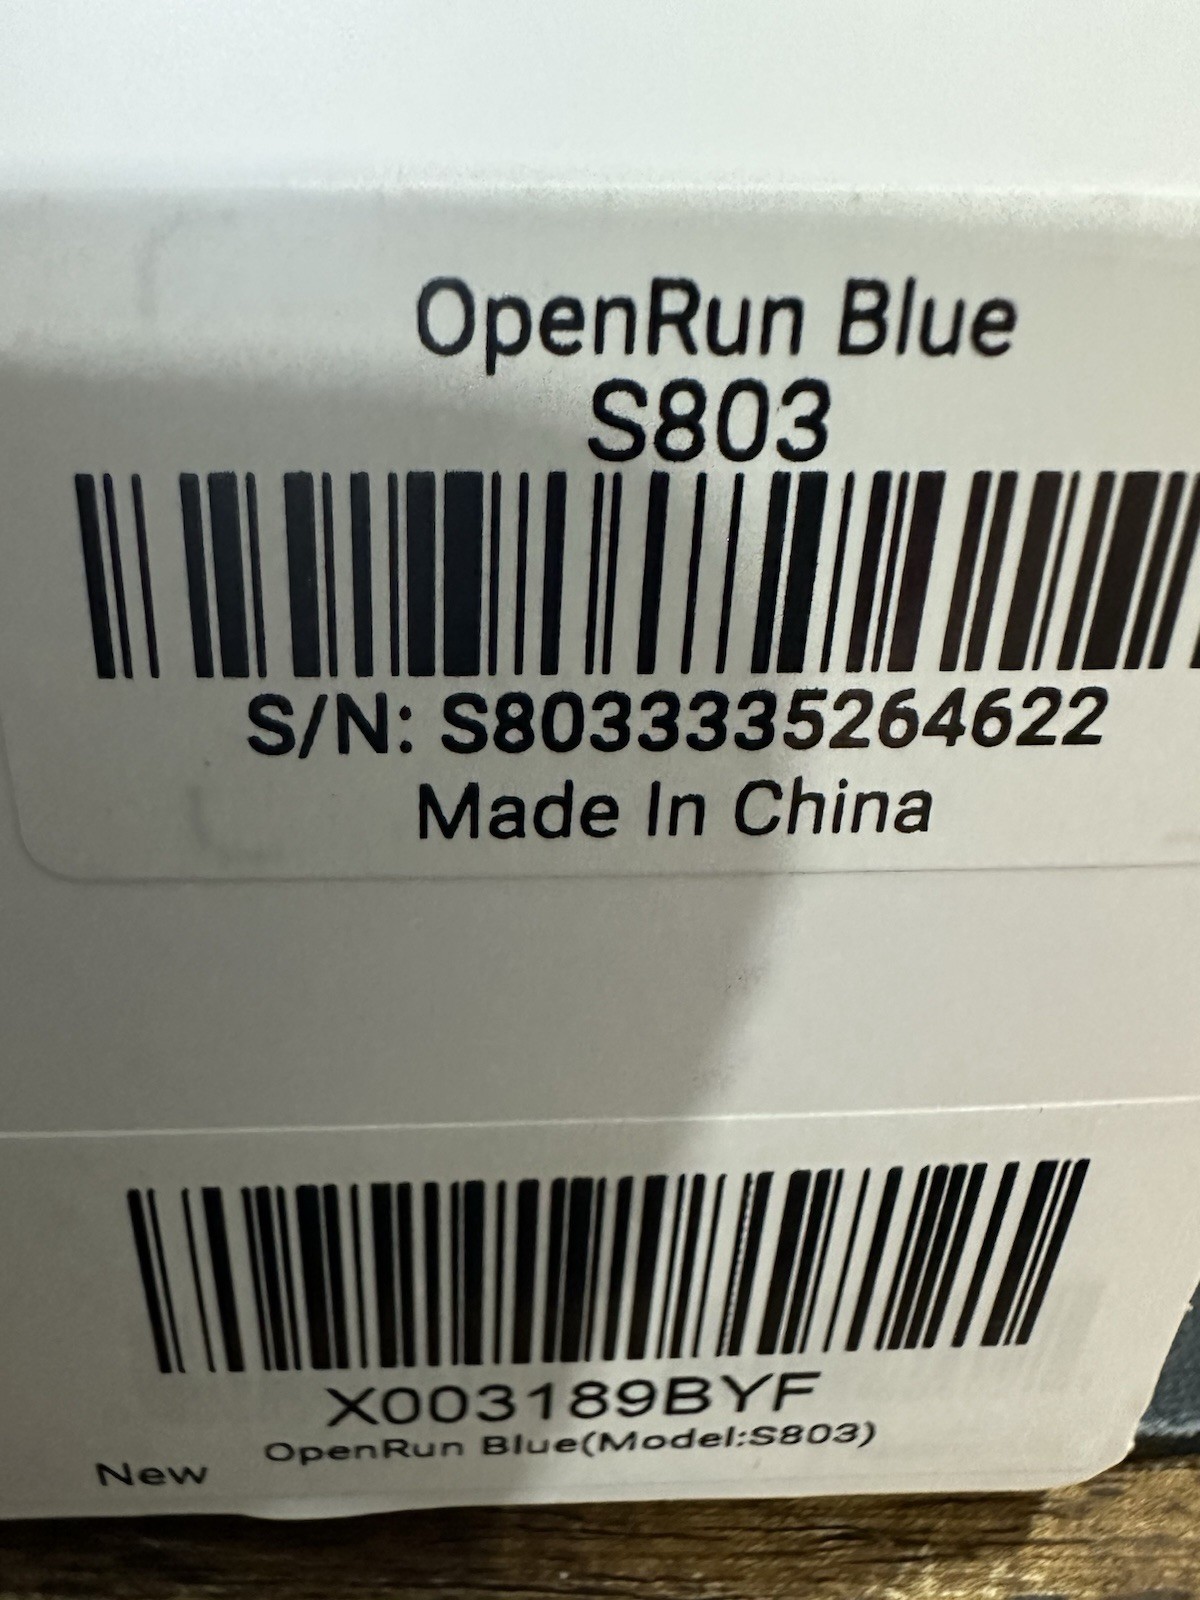 OpenRun Blue
S803
S/N: S8033335264622
Made In China
X003189BYF
OpenRun Blue(Model:S803)
New